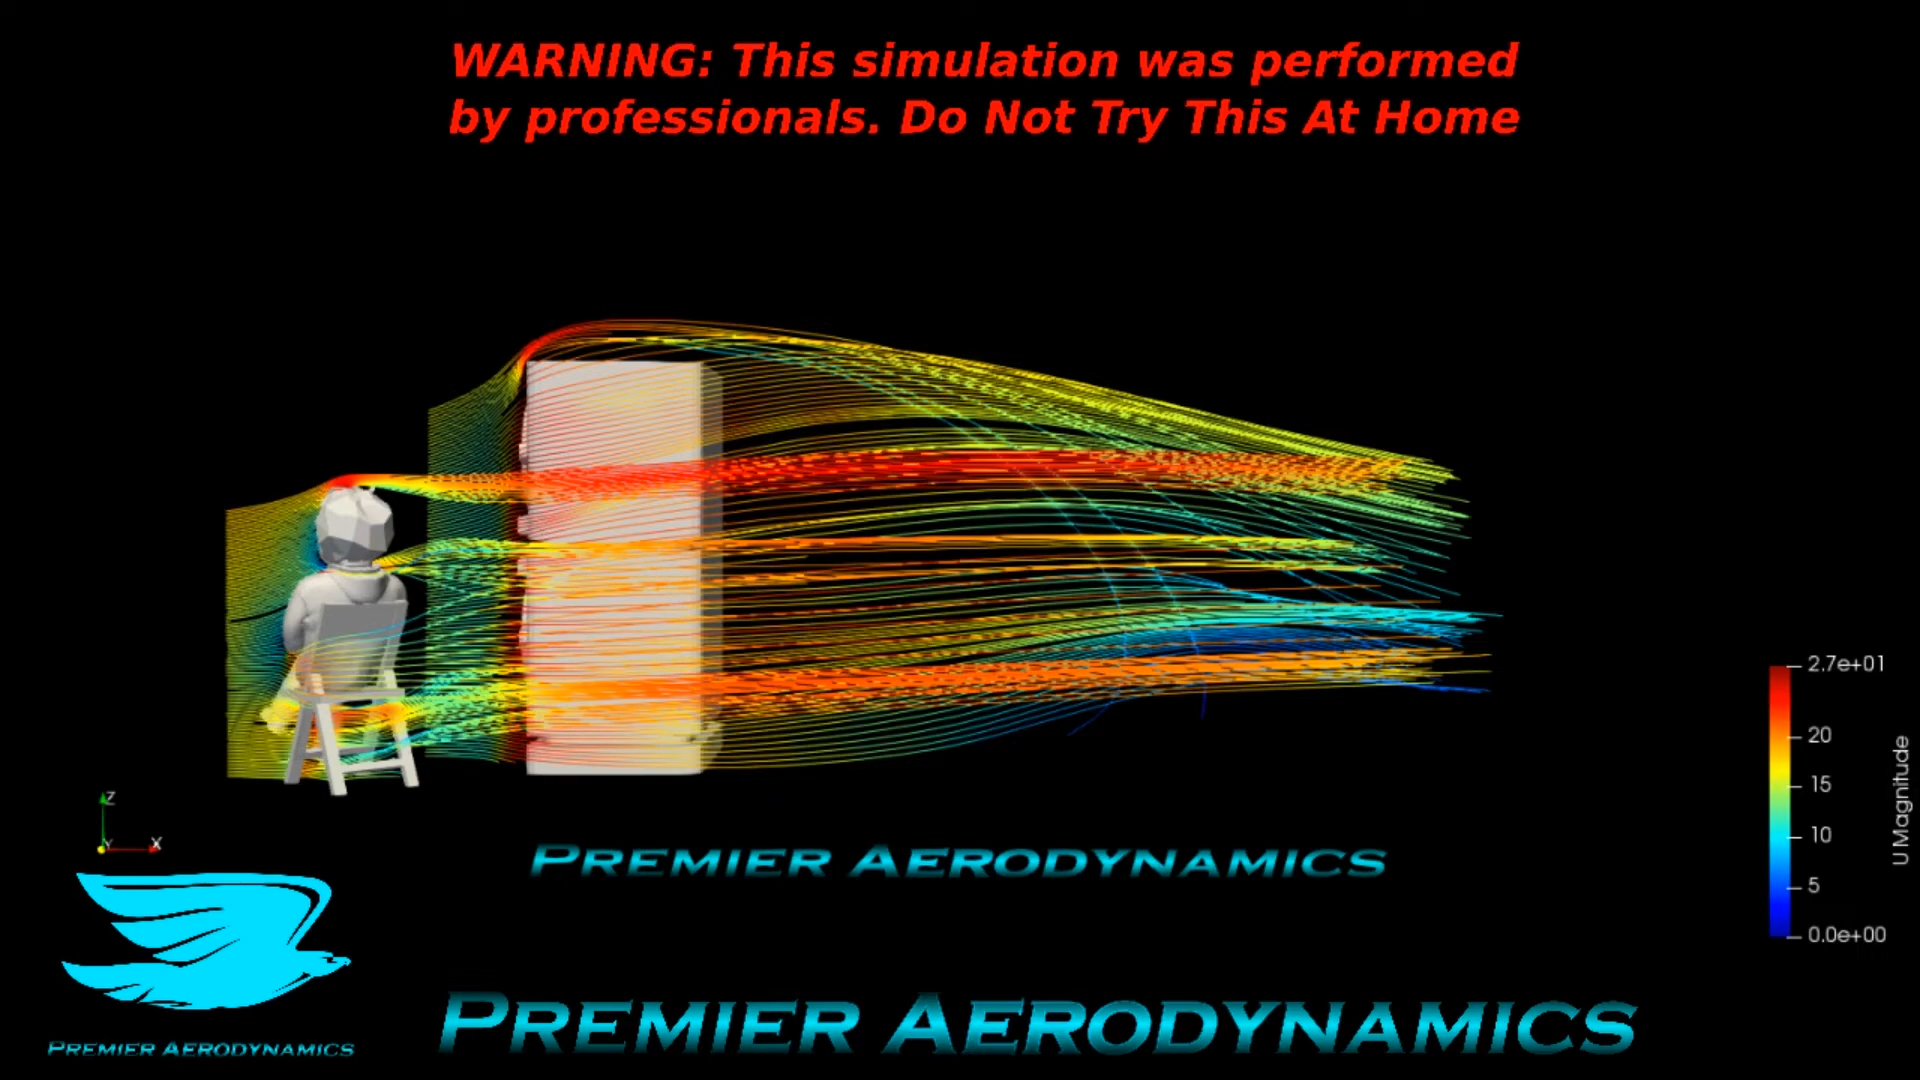 WARNING: This simulation was performed
by professionals. Do Not Try This At Home
2.7e+01
20
15
10
5
0.0e+00
U Magnitude
Z
Y
X
PREMIER AERODYNAMICS
PREMIER AERODYNAMICS
PREMIER AERODYNAMICS